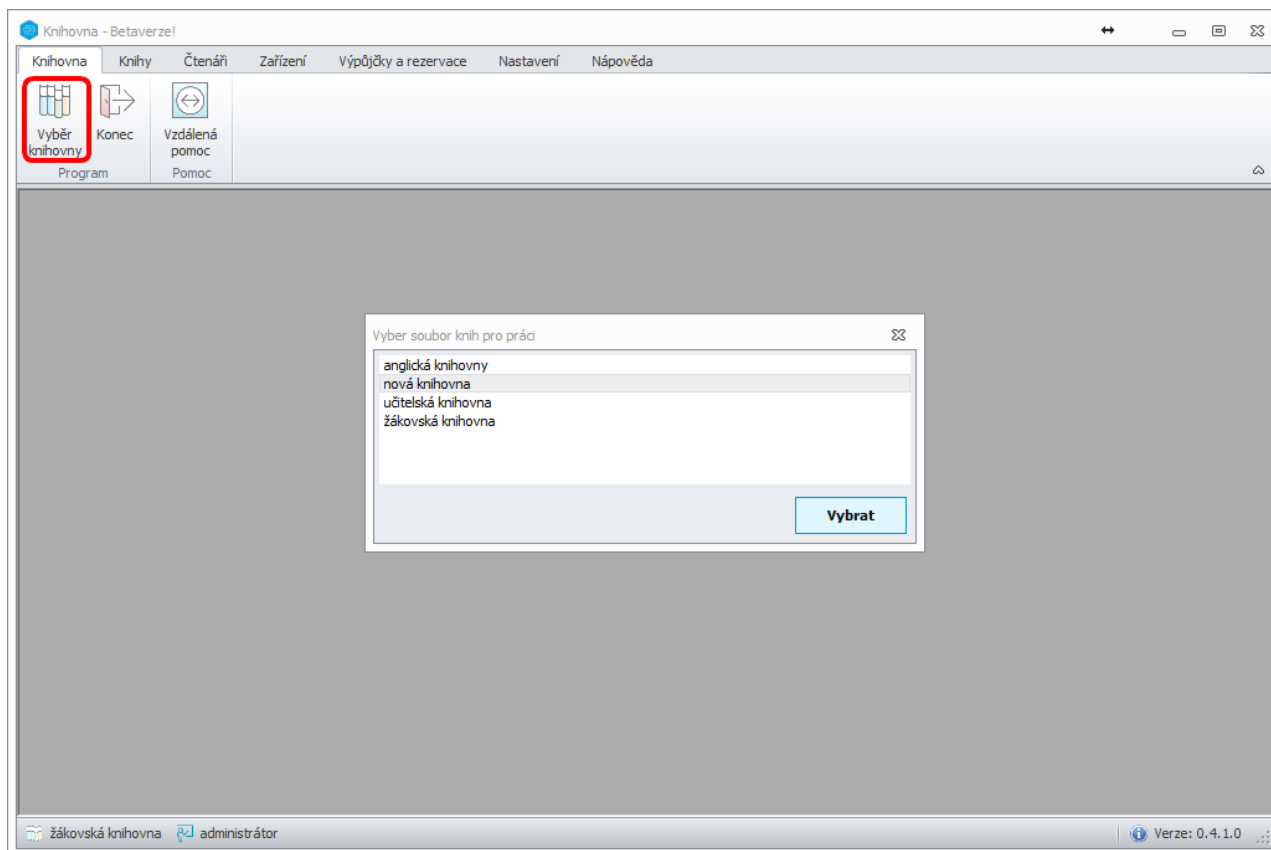 Knihovna - Betaverze!
Knihovna Knihy Čtenáři Zařízení Výpůjčky a rezervace Nastavení Nápověda
Vyběr knihovny
Konec
Vzdálená pomoc
Program Pomoc
Vyber soubor knih pro práci
anglická knihovny
nová knihovna
učitelská knihovna
žákovská knihovna
Vybrat
žákovská knihovna administrátor Verze: 0.4.1.0